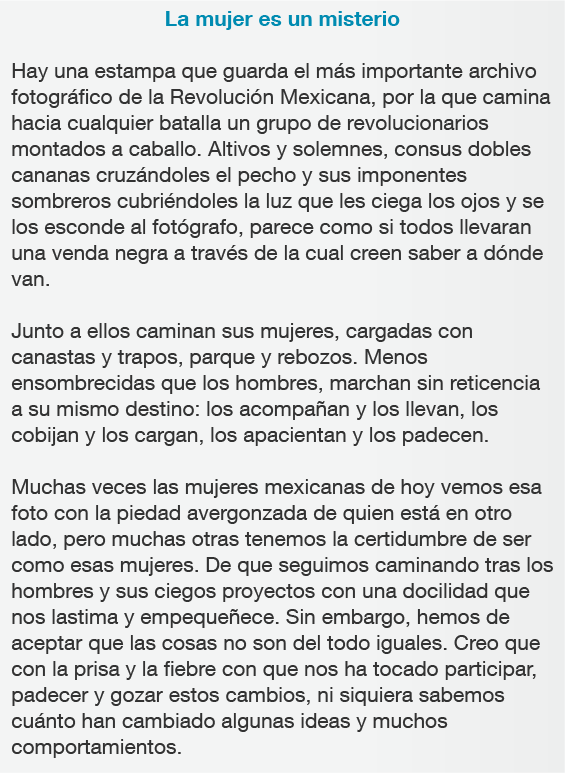 La mujer es un misterio
Hay una estampa que guarda el más importante archivo
fotográfico de la Revolución Mexicana, por la que camina
hacia cualquier batalla un grupo de revolucionarios
montados a caballo. Altivos y solemnes, consus dobles
cananas cruzándoles el pecho y sus imponentes
sombreros cubriéndoles la luz que les ciega los ojos y se
los esconde al fotógrafo, parece como si todos llevaran
una venda negra a través de la cual creen saber a dónde
van.
Junto a ellos caminan sus mujeres, cargadas con
canastas y trapos, parque y rebozos. Menos
ensombrecidas que los hombres, marchan sin reticencia
a su mismo destino: los acompañan y los llevan, los
cobijan y los cargan, los apacientan y los padecen.
Muchas veces las mujeres mexicanas de hoy vemos esa
foto con la piedad avergonzada de quien está en otro
lado, pero muchas otras tenemos la certidumbre de ser
como esas mujeres. De que seguimos caminando tras los
hombres y sus ciegos proyectos con una docilidad que
nos lastima y empequeñece. Sin embargo, hemos de
aceptar que las cosas no son del todo iguales. Creo que
con la prisa y la fiebre con que nos ha tocado participar,
padecer y gozar estos cambios, ni siquiera sabemos
cuánto han cambiado algunas ideas y muchos
comportamientos.